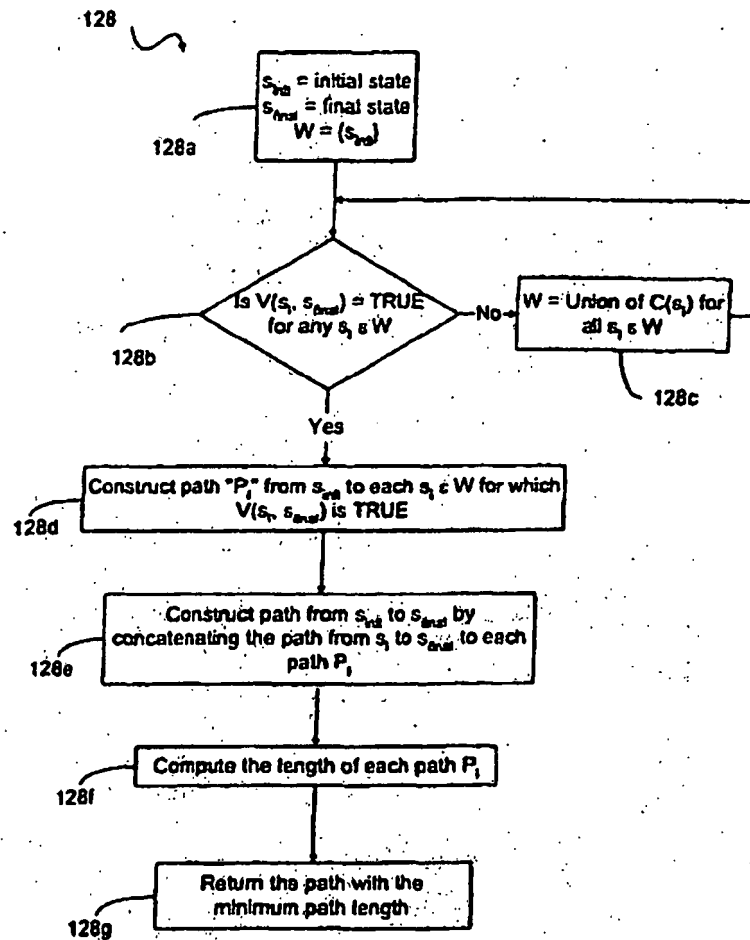 128
s_init = initial state
s_final = final state
W = {s_init}
128a
Is V(s_i, s_final) = TRUE
for any s_i ε W
128b
No
W = Union of C(s_i) for
all s_i ε W
128c
Yes
Construct path "P_i" from s_init to each s_i ε W for which
V(s_i, s_final) is TRUE
128d
Construct path from s_init to s_final by
concatenating the path from s_i to s_final to each
path P_i
128e
Compute the length of each path P_i
128f
Return the path with the
minimum path length
128g